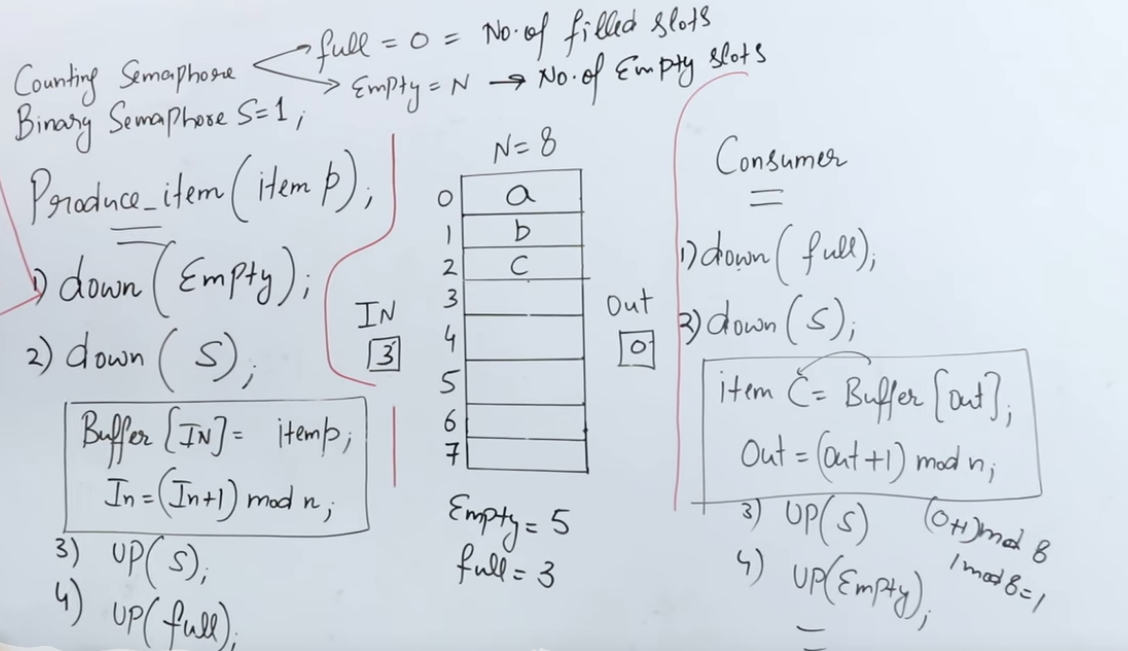 Counting Semaphore
full = 0 = No. of filled slots
Empty = N → No. of Empty slots
Binary Semaphore S=1;
Produce_item(item p);
1) down(Empty);
2) down(S);
Buffer[IN] = itemp;
In = (In+1) mod n;
3) UP(S);
4) UP(full);
N = 8
0 a
1 b
2 c
3
4
5
6
7
IN
3
Out
0
Empty = 5
full = 3
Consumer
1) down(full);
2) down(S);
item C = Buffer[Out];
Out = (Out+1) mod n;
3) UP(S)
4) UP(Empty);
(0+1) mod 8
1 mod 8 = 1